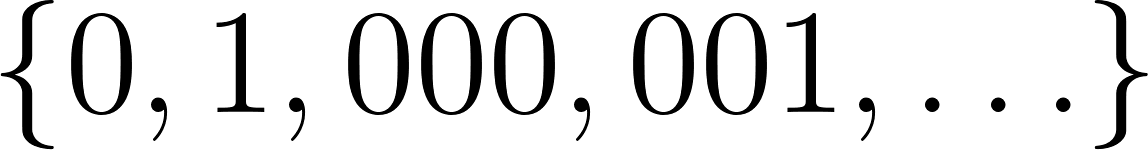 {0, 1, 000, 001, . . .}